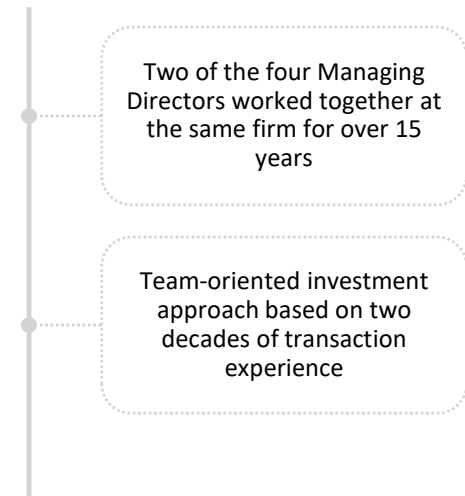 Two of the four Managing
Directors worked together at
the same firm for over 15
years
Team-oriented investment
approach based on two
decades of transaction
experience